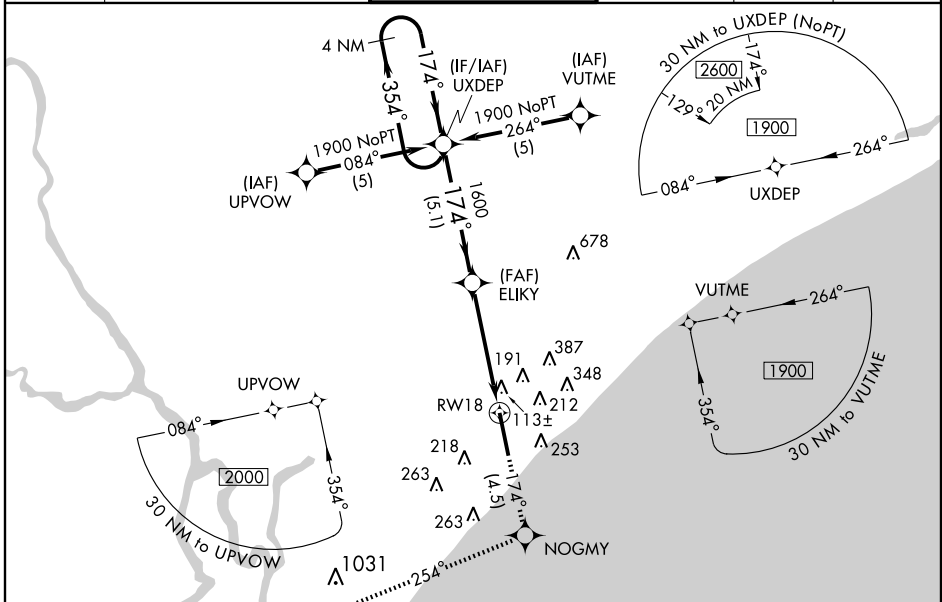 4 NM
174°
354°
(IF/IAF)
UXDEP
(IAF)
VUTME
1900 NoPT
264°
(5)
1900 NoPT
084°
(5)
(IAF)
UPVOW
1600
174°
(5.1)
(FAF)
ELIKY
30 NM to UXDEP (NoPT)
2600
174°
129°
20 NM
1900
084°
264°
UXDEP
678
VUTME
264°
1900
354°
30 NM to VUTME
191
387
348
RW18
212
113±
253
218
263
263
174°
(4.5)
NOGMY
254°
1031
UPVOW
084°
2000
354°
30 NM to UPVOW